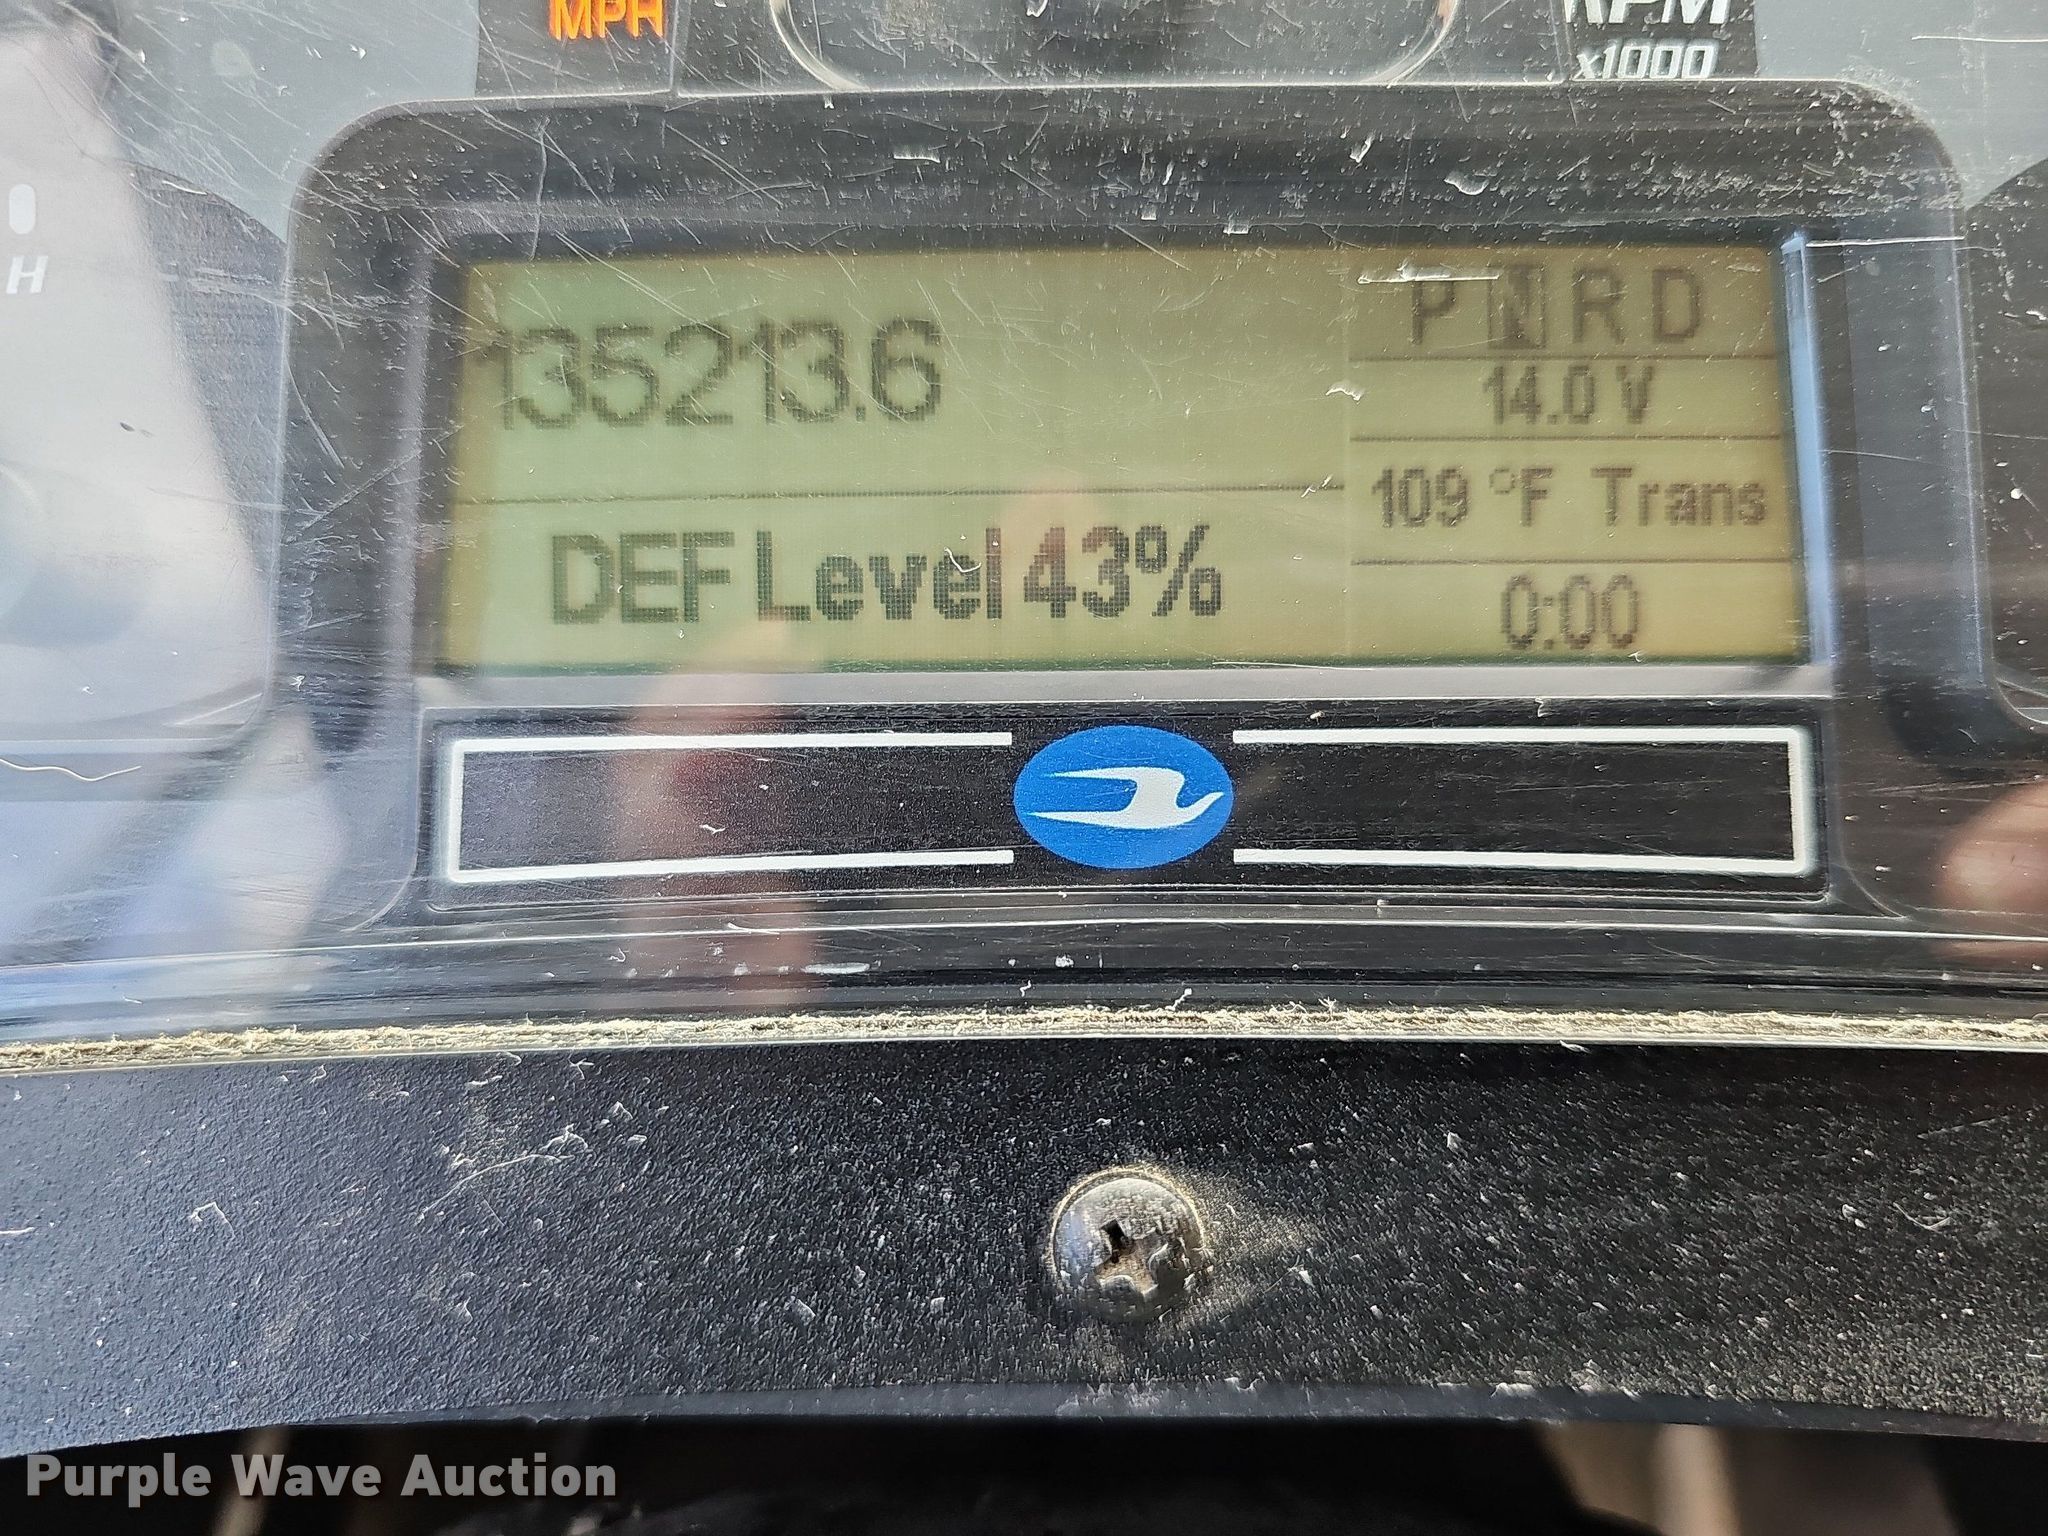 MPH
RPM
x1000
H
135213.6
P N R D
14.0 V
109 °F Trans
DEF Level 43%
0:00
Purple Wave Auction